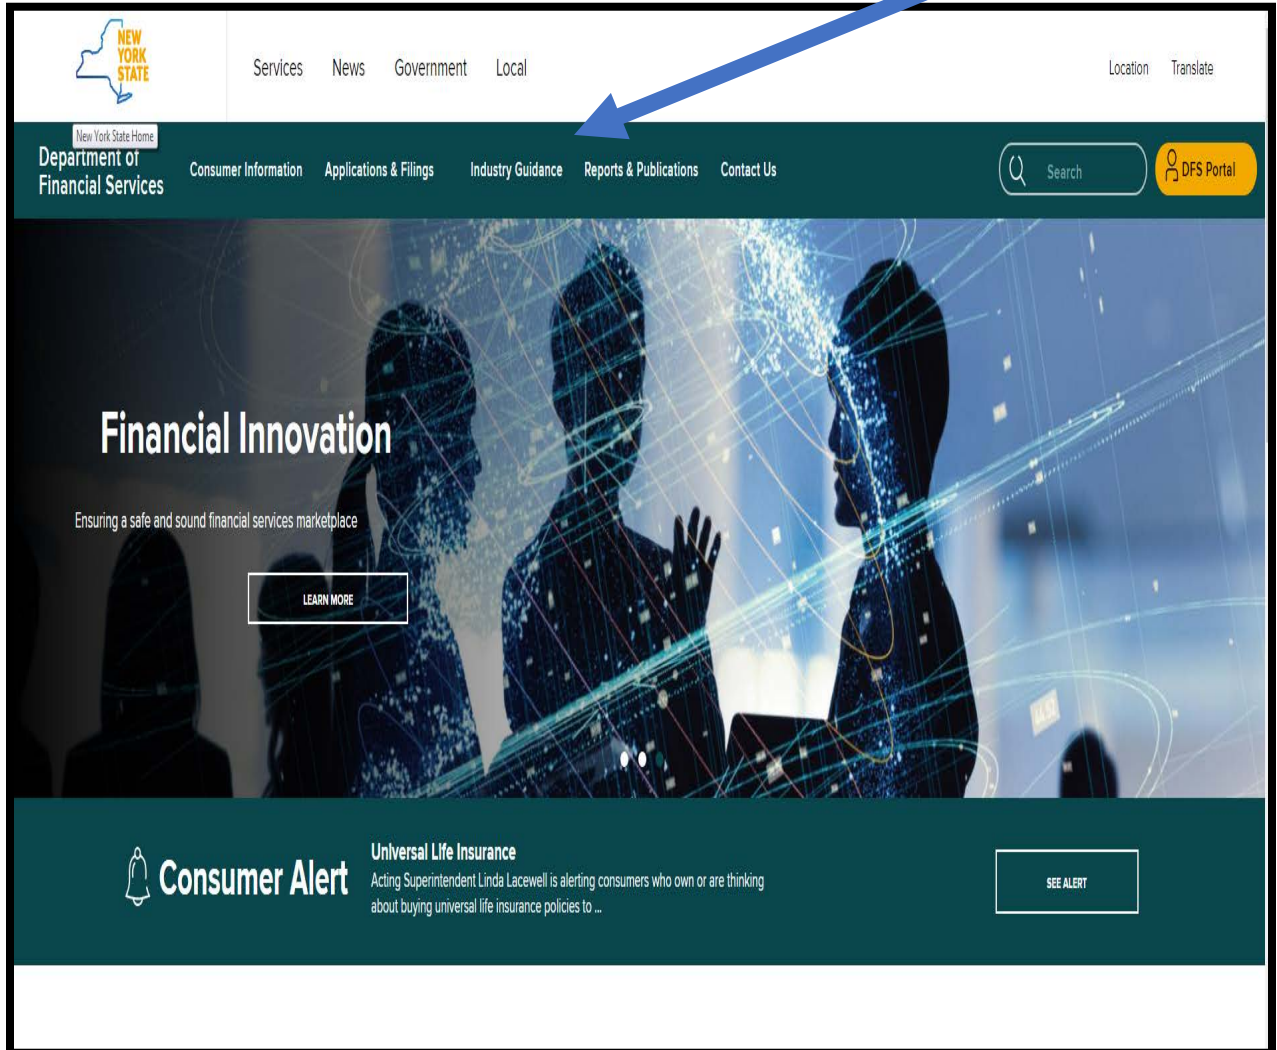 NEW
YORK
STATE
Services News Government Local
Location Translate
New York State Home
Department of
Financial Services
Consumer Information Applications & Filings Industry Guidance Reports & Publications Contact Us
Search
DFS Portal
Financial Innovation
Ensuring a safe and sound financial services marketplace
LEARN MORE
Consumer Alert
Universal Life Insurance
Acting Superintendent Linda Lacewell is alerting consumers who own or are thinking
about buying universal life insurance policies to ...
SEE ALERT